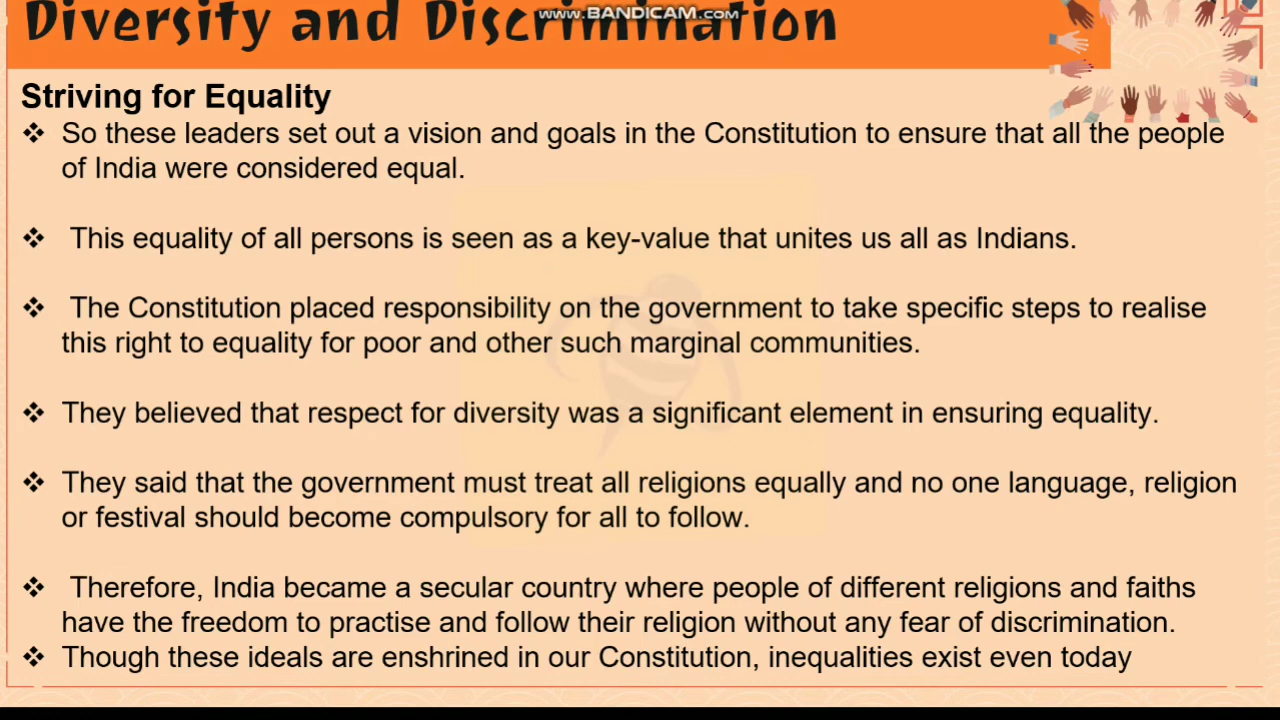 www.BANDICAM.com
Diversity and Discrimination
Striving for Equality
❖ So these leaders set out a vision and goals in the Constitution to ensure that all the people
of India were considered equal.
❖ This equality of all persons is seen as a key-value that unites us all as Indians.
❖ The Constitution placed responsibility on the government to take specific steps to realise
this right to equality for poor and other such marginal communities.
❖ They believed that respect for diversity was a significant element in ensuring equality.
❖ They said that the government must treat all religions equally and no one language, religion
or festival should become compulsory for all to follow.
❖ Therefore, India became a secular country where people of different religions and faiths
have the freedom to practise and follow their religion without any fear of discrimination.
❖ Though these ideals are enshrined in our Constitution, inequalities exist even today